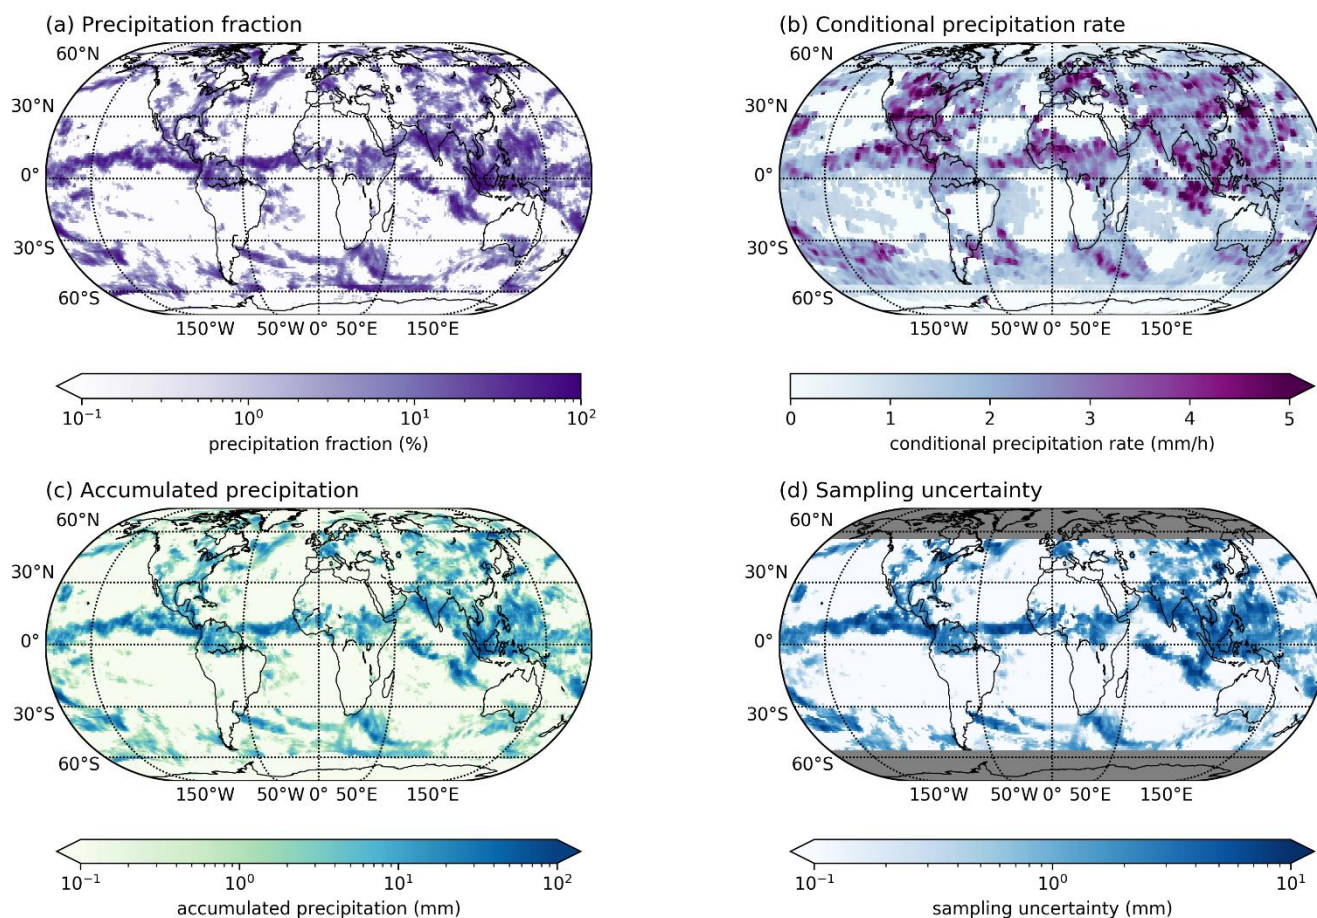 (a) Precipitation fraction
60°N
30°N
0°
30°S
60°S
150°W 50°W 0° 50°E 150°E
10⁻¹ 10⁰ 10¹ 10²
precipitation fraction (%)
(b) Conditional precipitation rate
60°N
30°N
0°
30°S
60°S
150°W 50°W 0° 50°E 150°E
0 1 2 3 4 5
conditional precipitation rate (mm/h)
(c) Accumulated precipitation
60°N
30°N
0°
30°S
60°S
150°W 50°W 0° 50°E 150°E
10⁻¹ 10⁰ 10¹ 10²
accumulated precipitation (mm)
(d) Sampling uncertainty
60°N
30°N
0°
30°S
60°S
150°W 50°W 0° 50°E 150°E
10⁻¹ 10⁰ 10¹
sampling uncertainty (mm)